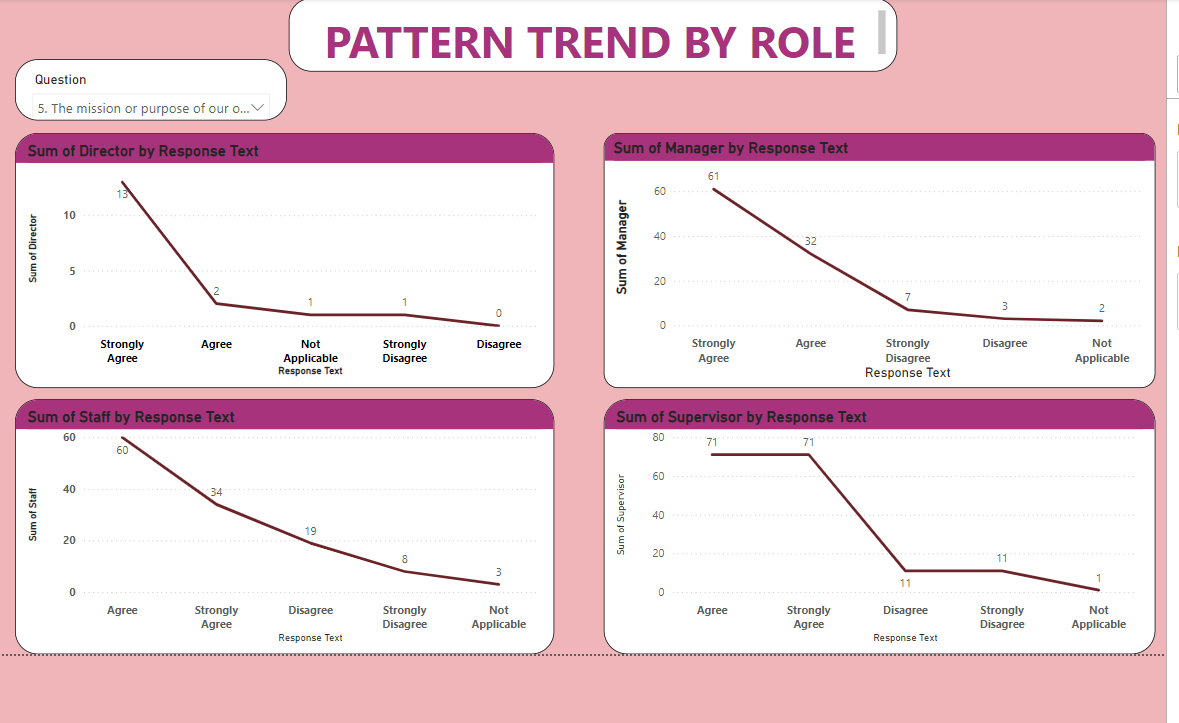 PATTERN TREND BY ROLE
Question
5. The mission or purpose of our o...
Sum of Director by Response Text
Sum of Director
10
5
0
13
2
1
1
0
Strongly Agree
Agree
Not Applicable
Strongly Disagree
Disagree
Response Text
Sum of Manager by Response Text
Sum of Manager
60
40
20
0
61
32
7
3
2
Strongly Agree
Agree
Strongly Disagree
Disagree
Not Applicable
Response Text
Sum of Staff by Response Text
Sum of Staff
60
40
20
0
60
34
19
8
3
Agree
Strongly Agree
Disagree
Strongly Disagree
Not Applicable
Response Text
Sum of Supervisor by Response Text
Sum of Supervisor
80
60
40
20
0
71
71
11
11
1
Agree
Strongly Agree
Disagree
Strongly Disagree
Not Applicable
Response Text